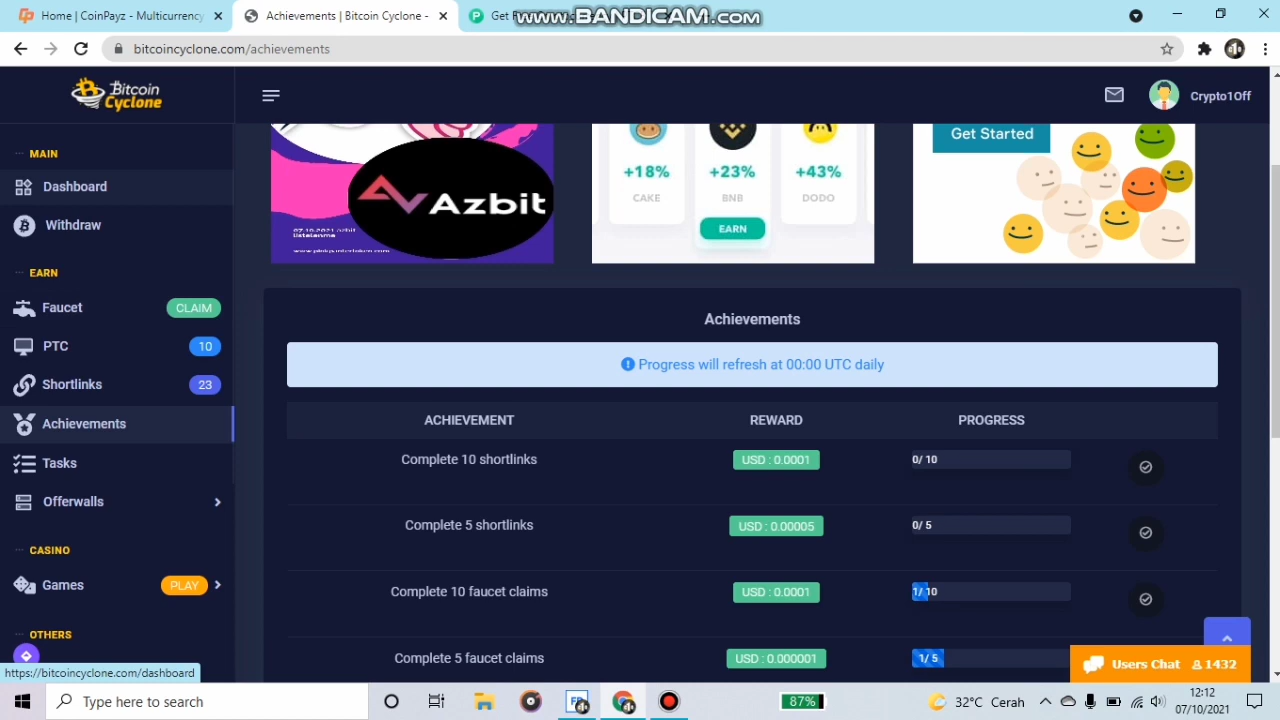 Home | CoinPay - Multicurrency
Achievements | Bitcoin Cyclone
Get
www.BANDICAM.com
bitcoincyclone.com/achievements
Bitcoin
Cyclone
Crypto1Off
MAIN
Dashboard
Withdraw
EARN
Faucet CLAIM
PTC 10
Shortlinks 23
Achievements
Tasks
Offerwalls
CASINO
Games PLAY
OTHERS
https://bitcoincyclone.com/dashboard
Azbit
+18% +23% +43%
CAKE BNB DODO
EARN
Get Started
Achievements
Progress will refresh at 00:00 UTC daily
ACHIEVEMENT REWARD PROGRESS
Complete 10 shortlinks USD : 0.0001 0/ 10
Complete 5 shortlinks USD : 0.00005 0/ 5
Complete 10 faucet claims USD : 0.0001 1/ 10
Complete 5 faucet claims USD : 0.000001 1/ 5
Users Chat 1432
Type here to search
87%
32°C Cerah
12:12
07/10/2021